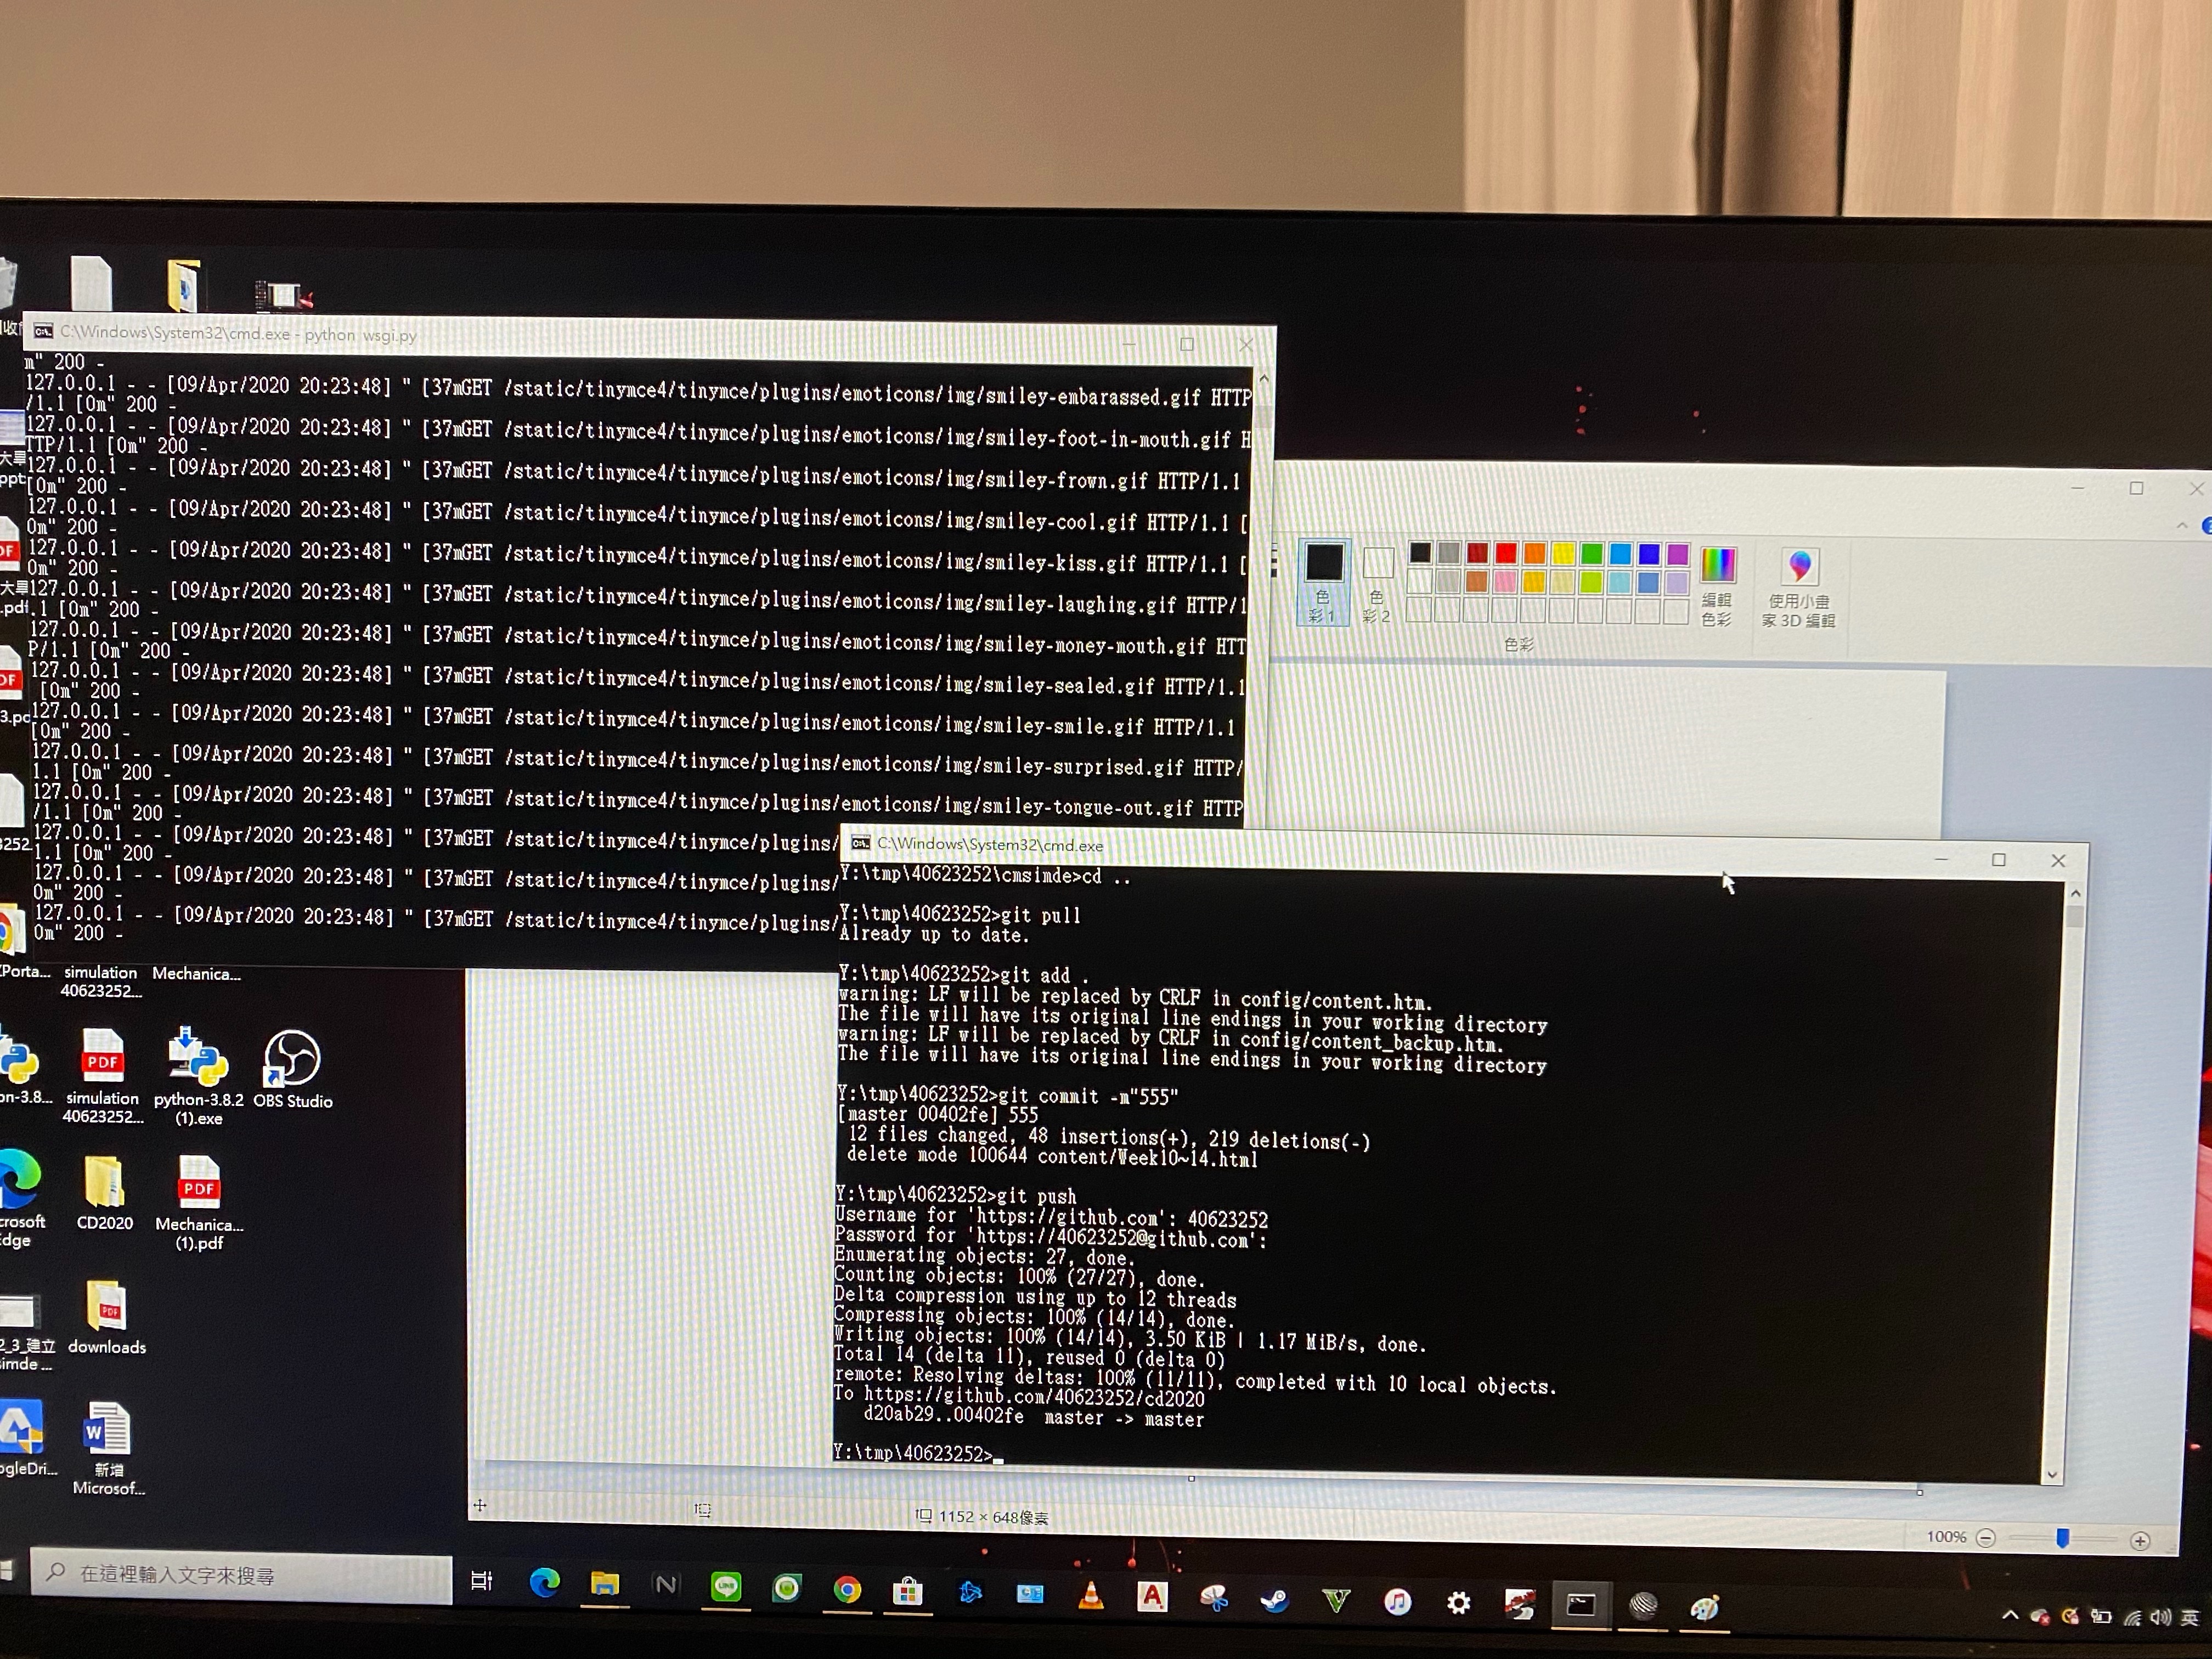 C:\Windows\System32\cmd.exe - python wsgi.py
m" 200 -
127.0.0.1 - - [09/Apr/2020 20:23:48] " [37mGET /static/tinymce4/tinymce/plugins/emoticons/img/smiley-embarassed.gif HTTP
/1.1 [0m" 200 -
127.0.0.1 - - [09/Apr/2020 20:23:48] " [37mGET /static/tinymce4/tinymce/plugins/emoticons/img/smiley-foot-in-mouth.gif H
TTP/1.1 [0m" 200 -
127.0.0.1 - - [09/Apr/2020 20:23:48] " [37mGET /static/tinymce4/tinymce/plugins/emoticons/img/smiley-frown.gif HTTP/1.1
[0m" 200 -
127.0.0.1 - - [09/Apr/2020 20:23:48] " [37mGET /static/tinymce4/tinymce/plugins/emoticons/img/smiley-cool.gif HTTP/1.1 [
0m" 200 -
127.0.0.1 - - [09/Apr/2020 20:23:48] " [37mGET /static/tinymce4/tinymce/plugins/emoticons/img/smiley-kiss.gif HTTP/1.1 [
0m" 200 -
127.0.0.1 - - [09/Apr/2020 20:23:48] " [37mGET /static/tinymce4/tinymce/plugins/emoticons/img/smiley-laughing.gif HTTP/1
.1 [0m" 200 -
127.0.0.1 - - [09/Apr/2020 20:23:48] " [37mGET /static/tinymce4/tinymce/plugins/emoticons/img/smiley-money-mouth.gif HTT
P/1.1 [0m" 200 -
127.0.0.1 - - [09/Apr/2020 20:23:48] " [37mGET /static/tinymce4/tinymce/plugins/emoticons/img/smiley-sealed.gif HTTP/1.1
[0m" 200 -
127.0.0.1 - - [09/Apr/2020 20:23:48] " [37mGET /static/tinymce4/tinymce/plugins/emoticons/img/smiley-smile.gif HTTP/1.1
[0m" 200 -
127.0.0.1 - - [09/Apr/2020 20:23:48] " [37mGET /static/tinymce4/tinymce/plugins/emoticons/img/smiley-surprised.gif HTTP/
1.1 [0m" 200 -
127.0.0.1 - - [09/Apr/2020 20:23:48] " [37mGET /static/tinymce4/tinymce/plugins/emoticons/img/smiley-tongue-out.gif HTTP
/1.1 [0m" 200 -
127.0.0.1 - - [09/Apr/2020 20:23:48] " [37mGET /static/tinymce4/tinymce/plugins/
1.1 [0m" 200 -
127.0.0.1 - - [09/Apr/2020 20:23:48] " [37mGET /static/tinymce4/tinymce/plugins/
0m" 200 -
127.0.0.1 - - [09/Apr/2020 20:23:48] " [37mGET /static/tinymce4/tinymce/plugins/
0m" 200 -
色彩 1
色彩 2
編輯色彩
使用小畫家 3D 編輯
色彩
C:\Windows\System32\cmd.exe
Y:\tmp\40623252\cmsimde>cd ..
Y:\tmp\40623252>git pull
Already up to date.
Y:\tmp\40623252>git add .
warning: LF will be replaced by CRLF in config/content.htm.
The file will have its original line endings in your working directory
warning: LF will be replaced by CRLF in config/content_backup.htm.
The file will have its original line endings in your working directory
Y:\tmp\40623252>git commit -m"555"
[master 00402fe] 555
12 files changed, 48 insertions(+), 219 deletions(-)
delete mode 100644 content/Week10~14.html
Y:\tmp\40623252>git push
Username for 'https://github.com': 40623252
Password for 'https://40623252@github.com':
Enumerating objects: 27, done.
Counting objects: 100% (27/27), done.
Delta compression using up to 12 threads
Compressing objects: 100% (14/14), done.
Writing objects: 100% (14/14), 3.50 KiB | 1.17 MiB/s, done.
Total 14 (delta 11), reused 0 (delta 0)
remote: Resolving deltas: 100% (11/11), completed with 10 local objects.
To https://github.com/40623252/cd2020
d20ab29..00402fe master -> master
Y:\tmp\40623252>
simulation
40623252...
Mechanica...
PDF
simulation
40623252...
python-3.8.2
(1).exe
OBS Studio
CD2020
PDF
Mechanica...
(1).pdf
PDF
downloads
新增
Microsof...
1152 × 648像素
100%
在這裡輸入文字來搜尋
英